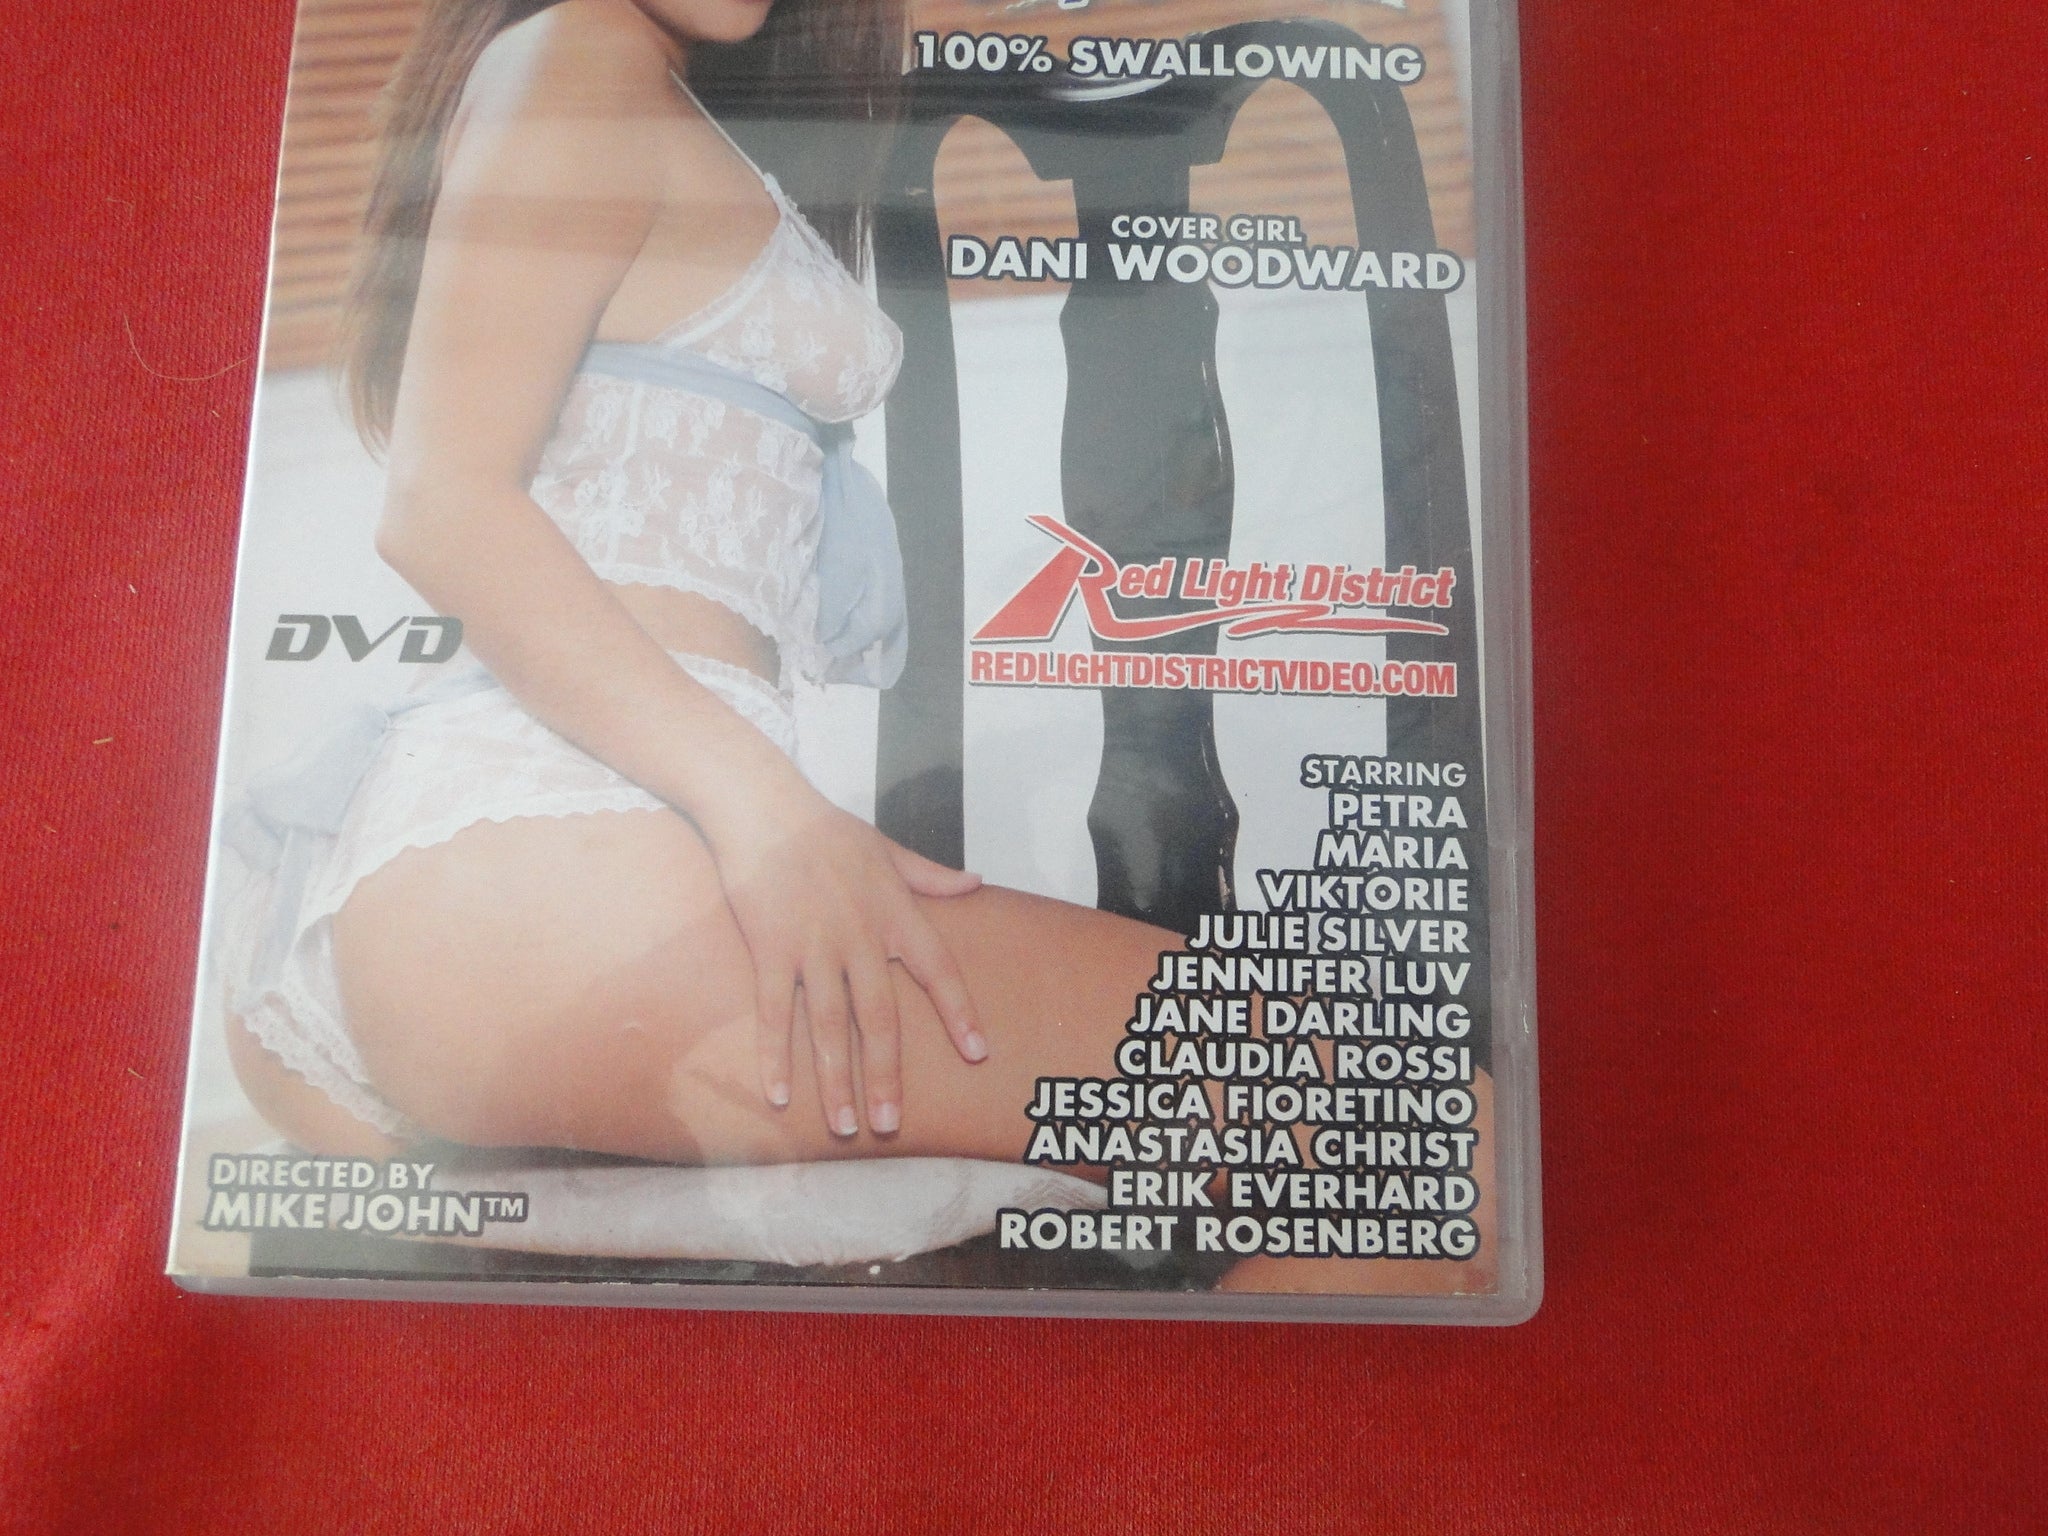 100% SWALLOWING
COVER GIRL
DANI WOODWARD
Red Light District
REDLIGHTDISTRICTVIDEO.COM
DVD
STARRING
PETRA
MARIA
VIKTORIE
JULIE SILVER
JENNIFER LUV
JANE DARLING
CLAUDIA ROSSI
JESSICA FIORETINO
ANASTASIA CHRIST
ERIK EVERHARD
ROBERT ROSENBERG
DIRECTED BY
MIKE JOHN™